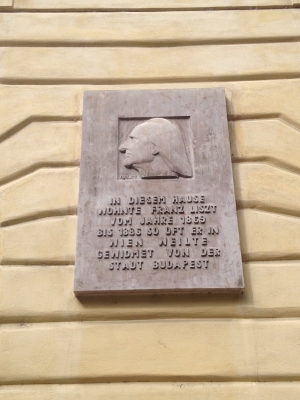 IN DIESEM HAUSE
WOHNTE FRANZ LISZT
VOM JAHRE 1869
BIS 1886 SO OFT ER IN
WIEN WEILTE
GEWIDMET VON DER
STADT BUDAPEST